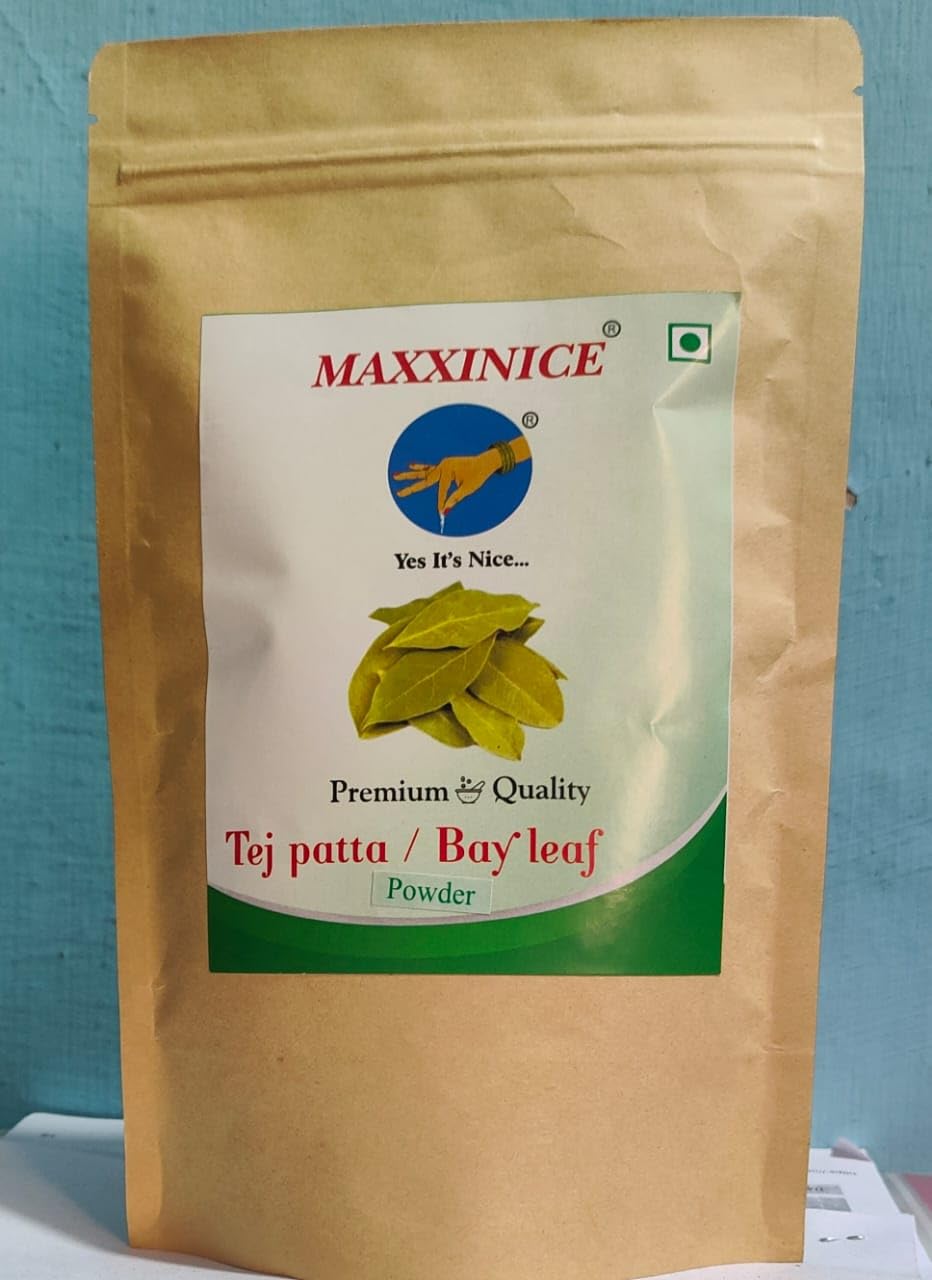 MAXXINICE ®
®
Yes It's Nice...
Premium Quality
Tej patta / Bay leaf
Powder